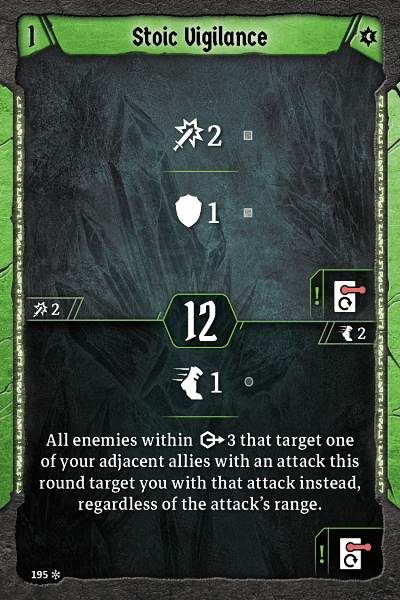 1
Stoic Vigilance
2
1
!
2
12
2
1
All enemies within 3 that target one
of your adjacent allies with an attack this
round target you with that attack instead,
regardless of the attack's range.
!
195